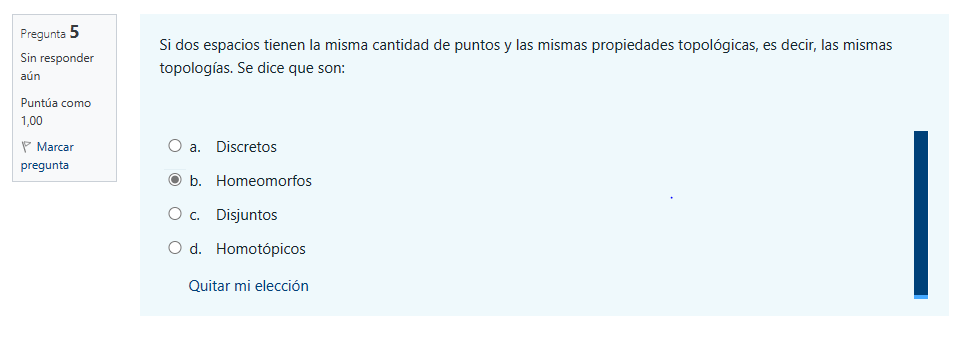 Pregunta 5
Sin responder
aún
Puntúa como
1,00
Marcar
pregunta
Si dos espacios tienen la misma cantidad de puntos y las mismas propiedades topológicas, es decir, las mismas
topologías. Se dice que son:
a. Discretos
b. Homeomorfos
c. Disjuntos
d. Homotópicos
Quitar mi elección